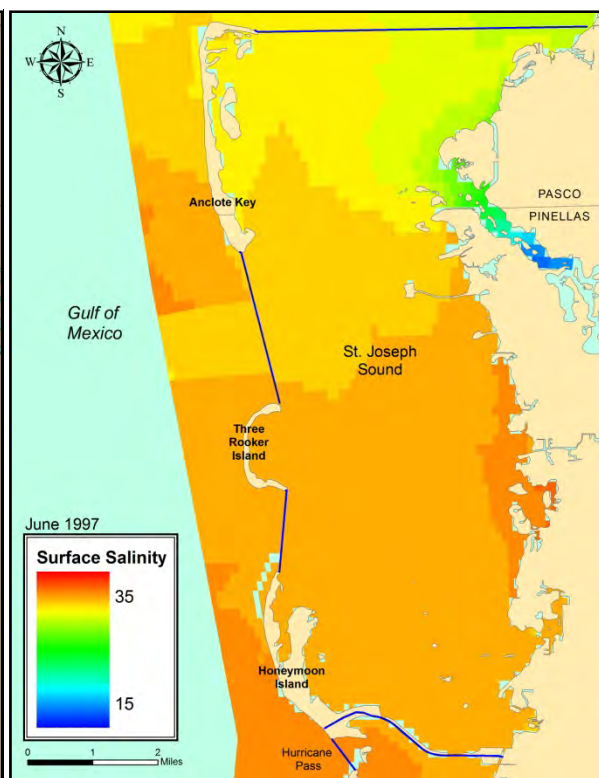 N
W E
S
Anclote Key
PASCO
PINELLAS
Gulf of
Mexico
St. Joseph
Sound
Three
Rooker
Island
June 1997
Surface Salinity
35
15
Honeymoon
Island
Hurricane
Pass
0 1 2
Miles